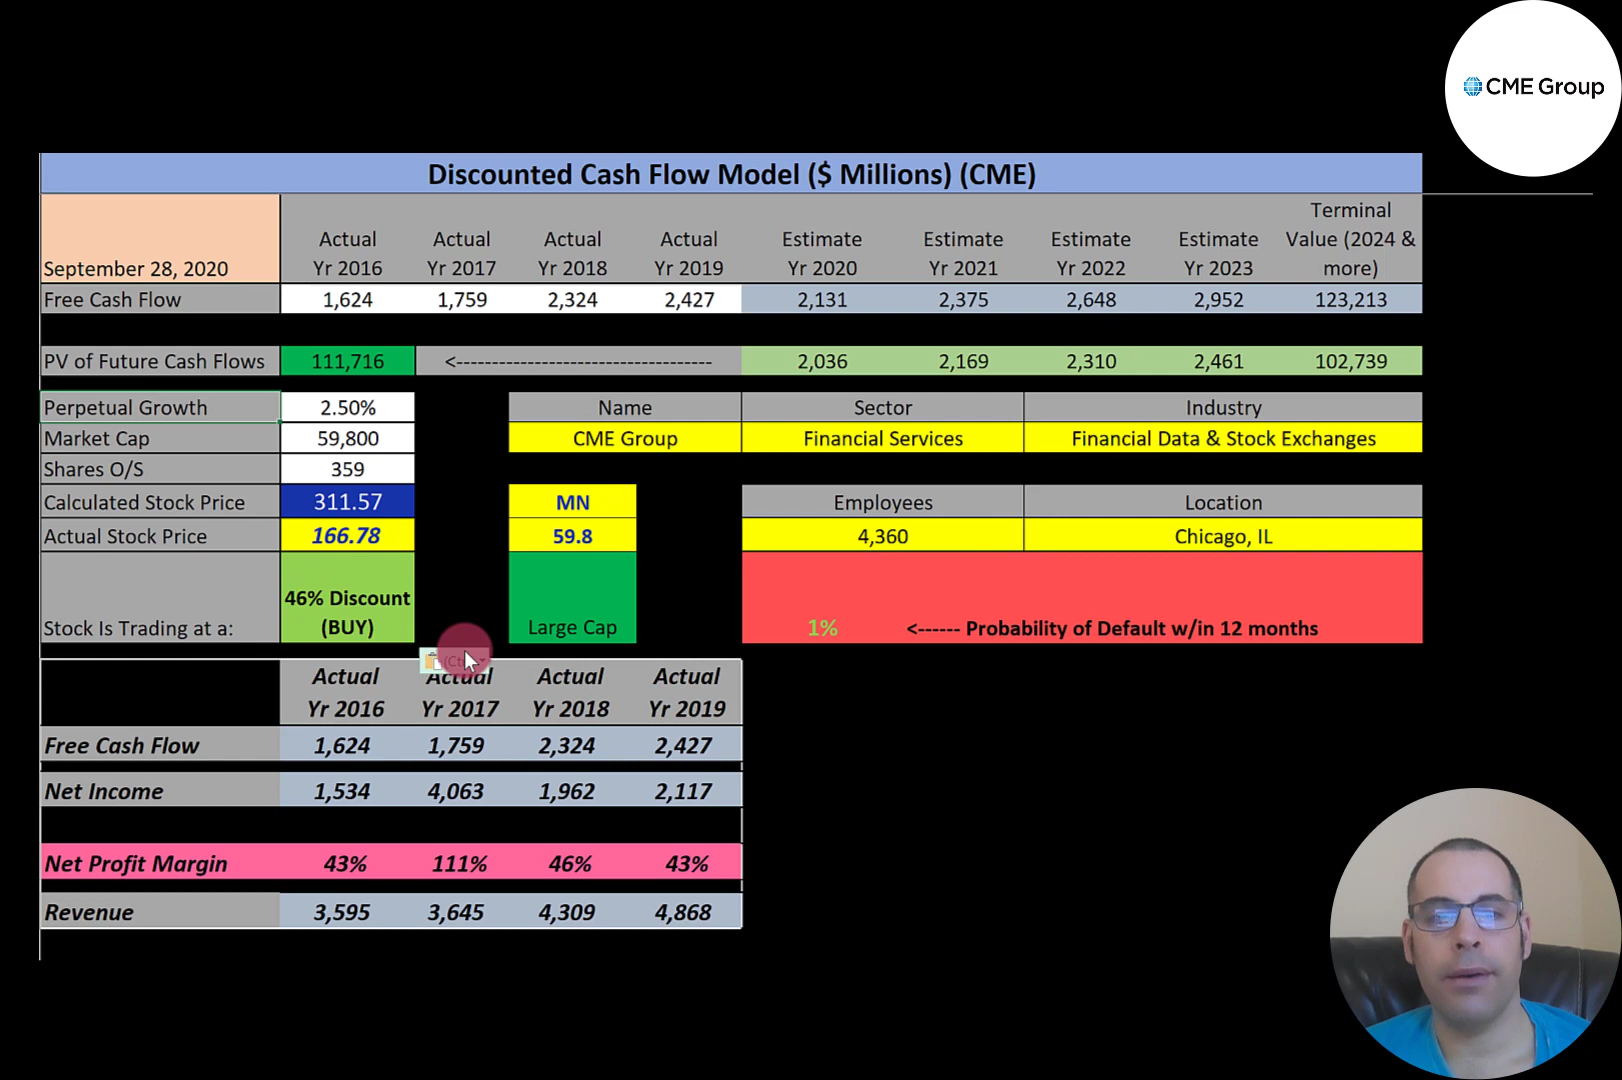 CME Group
Discounted Cash Flow Model ($ Millions) (CME)
September 28, 2020 Actual Yr 2016 Actual Yr 2017 Actual Yr 2018 Actual Yr 2019 Estimate Yr 2020 Estimate Yr 2021 Estimate Yr 2022 Estimate Yr 2023 Terminal Value (2024 & more)
Free Cash Flow 1,624 1,759 2,324 2,427 2,131 2,375 2,648 2,952 123,213
PV of Future Cash Flows 111,716 <----------------------------------- 2,036 2,169 2,310 2,461 102,739
Perpetual Growth 2.50% Name Sector Industry
Market Cap 59,800 CME Group Financial Services Financial Data & Stock Exchanges
Shares O/S 359
Calculated Stock Price 311.57 MN Employees Location
Actual Stock Price 166.78 59.8 4,360 Chicago, IL
Stock Is Trading at a: 46% Discount (BUY) Large Cap 1% <------ Probability of Default w/in 12 months
Actual Yr 2016 Actual Yr 2017 Actual Yr 2018 Actual Yr 2019
Free Cash Flow 1,624 1,759 2,324 2,427
Net Income 1,534 4,063 1,962 2,117
Net Profit Margin 43% 111% 46% 43%
Revenue 3,595 3,645 4,309 4,868